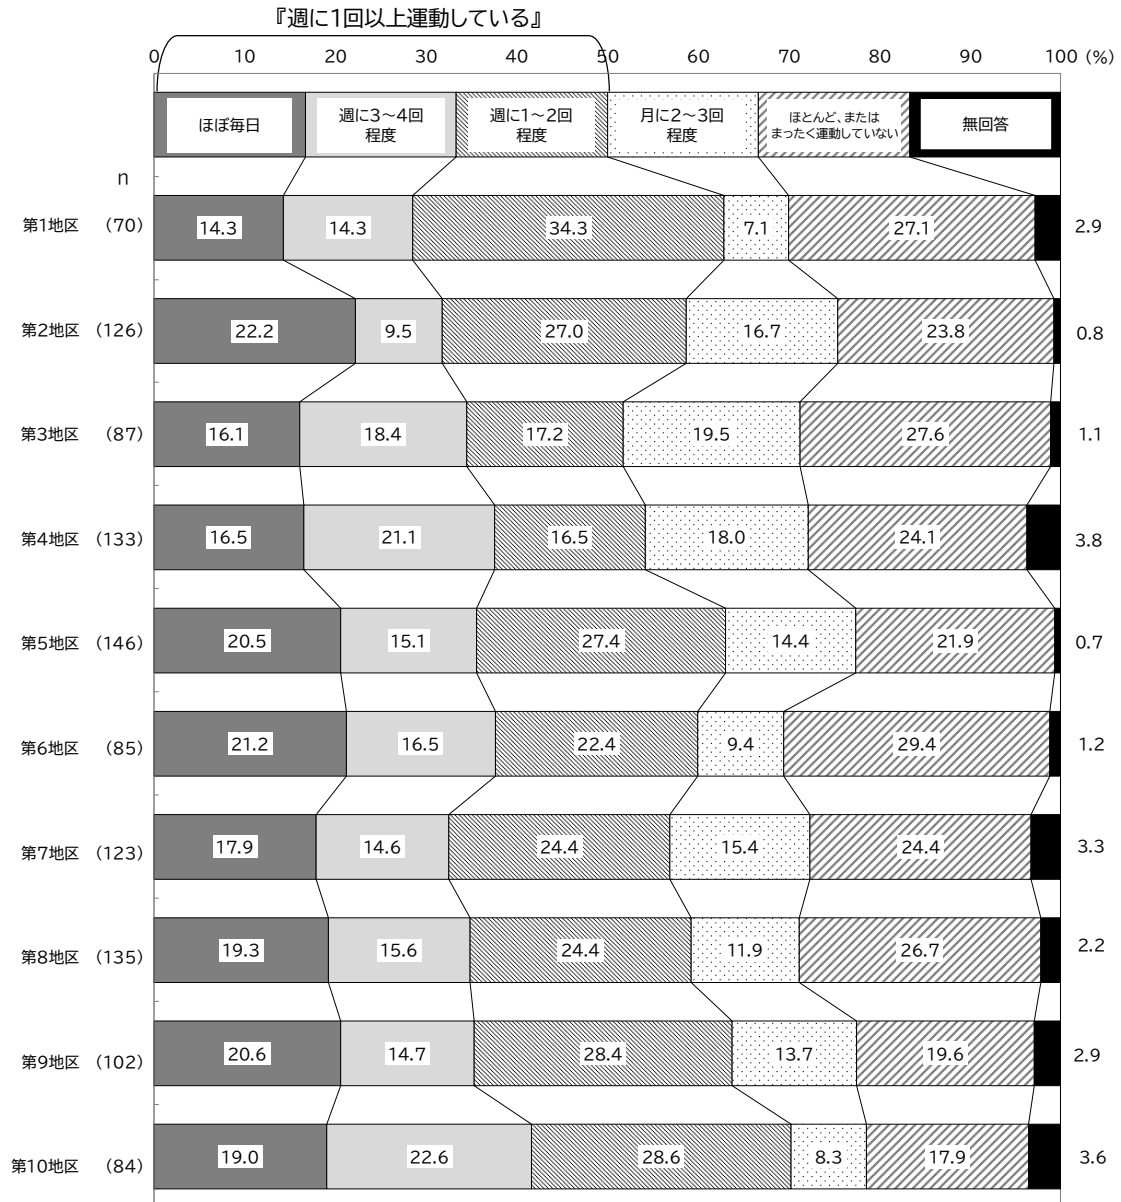 『週に1回以上運動している』
0 10 20 30 40 50 60 70 80 90 100 (%)
ほぼ毎日
週に3～4回
程度
週に1～2回
程度
月に2～3回
程度
ほとんど、または
まったく運動していない
無回答
n
第1地区 (70) 14.3 14.3 34.3 7.1 27.1 2.9
第2地区 (126) 22.2 9.5 27.0 16.7 23.8 0.8
第3地区 (87) 16.1 18.4 17.2 19.5 27.6 1.1
第4地区 (133) 16.5 21.1 16.5 18.0 24.1 3.8
第5地区 (146) 20.5 15.1 27.4 14.4 21.9 0.7
第6地区 (85) 21.2 16.5 22.4 9.4 29.4 1.2
第7地区 (123) 17.9 14.6 24.4 15.4 24.4 3.3
第8地区 (135) 19.3 15.6 24.4 11.9 26.7 2.2
第9地区 (102) 20.6 14.7 28.4 13.7 19.6 2.9
第10地区 (84) 19.0 22.6 28.6 8.3 17.9 3.6